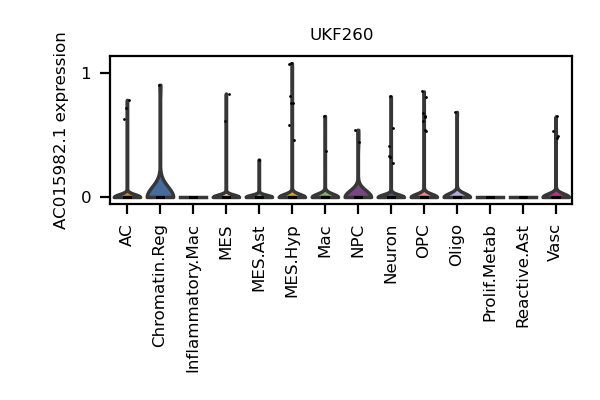 UKF260
AC015982.1 expression
1
0
AC
Chromatin.Reg
Inflammatory.Mac
MES
MES.Ast
MES.Hyp
Mac
NPC
Neuron
OPC
Oligo
Prolif.Metab
Reactive.Ast
Vasc